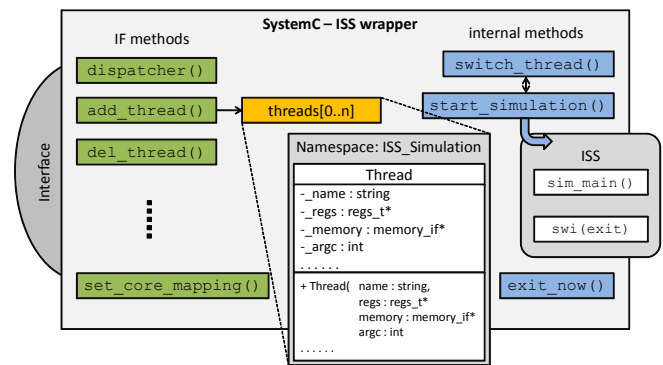 SystemC – ISS wrapper
IF methods
internal methods
dispatcher()
switch_thread()
add_thread()
threads[0..n]
start_simulation()
del_thread()
Interface
Namespace: ISS_Simulation
Thread
-_name : string
-_regs : regs_t*
-_memory : memory_if*
-_argc : int
. . . . . .
+ Thread( name : string,
regs : regs_t*
memory : memory_if*
argc : int
. . . . . .
ISS
sim_main()
swi(exit)
set_core_mapping()
exit_now()